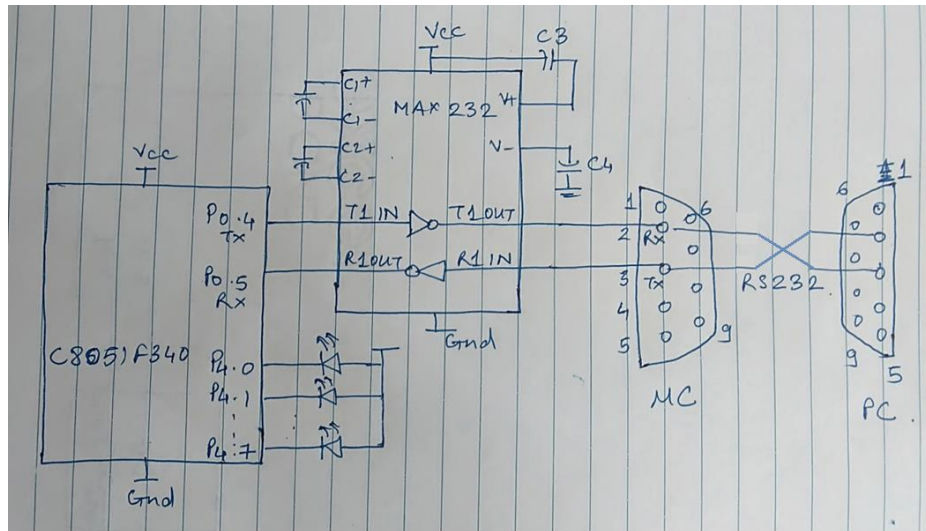 Vcc
C3
C1+
C1-
C2+
C2-
MAX 232
V+
V-
C4
Vcc
P0.4
Tx
T1 IN
T1 OUT
P0.5
Rx
R1OUT
R1 IN
Gnd
C8051F340
P4.0
P4.1
P4.7
Gnd
1
6
2
Rx
3
Tx
4
5
9
MC
RS232
6
1
9
5
PC